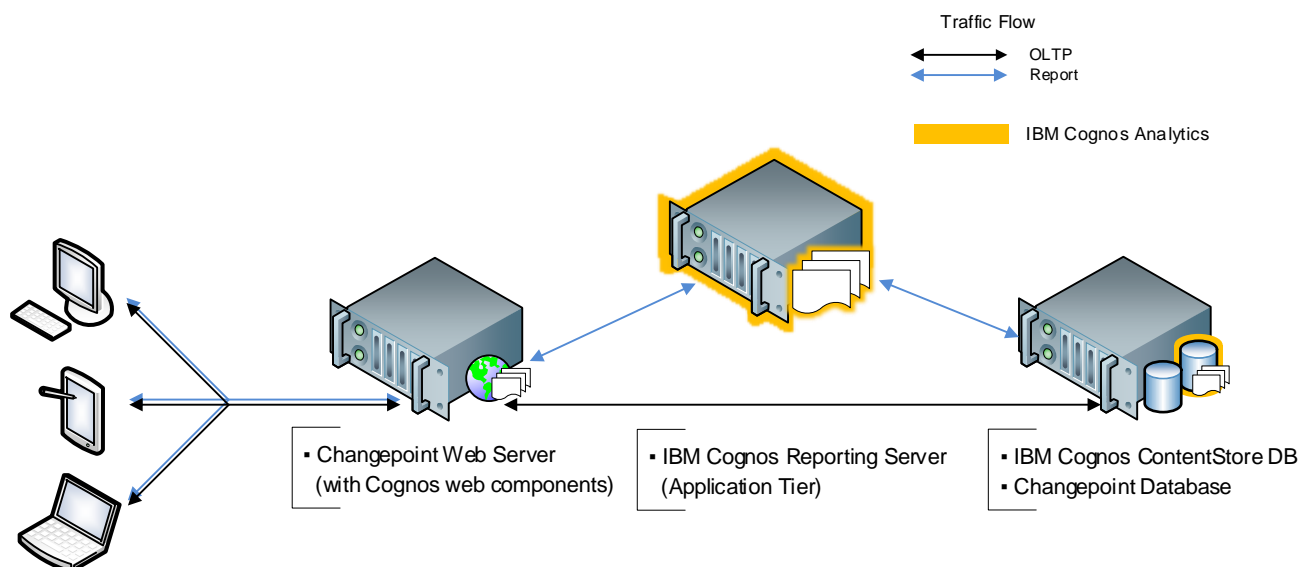 Traffic Flow
OLTP
Report
IBM Cognos Analytics
▪ Changepoint Web Server
(with Cognos web components)
▪ IBM Cognos Reporting Server
(Application Tier)
▪ IBM Cognos ContentStore DB
▪ Changepoint Database